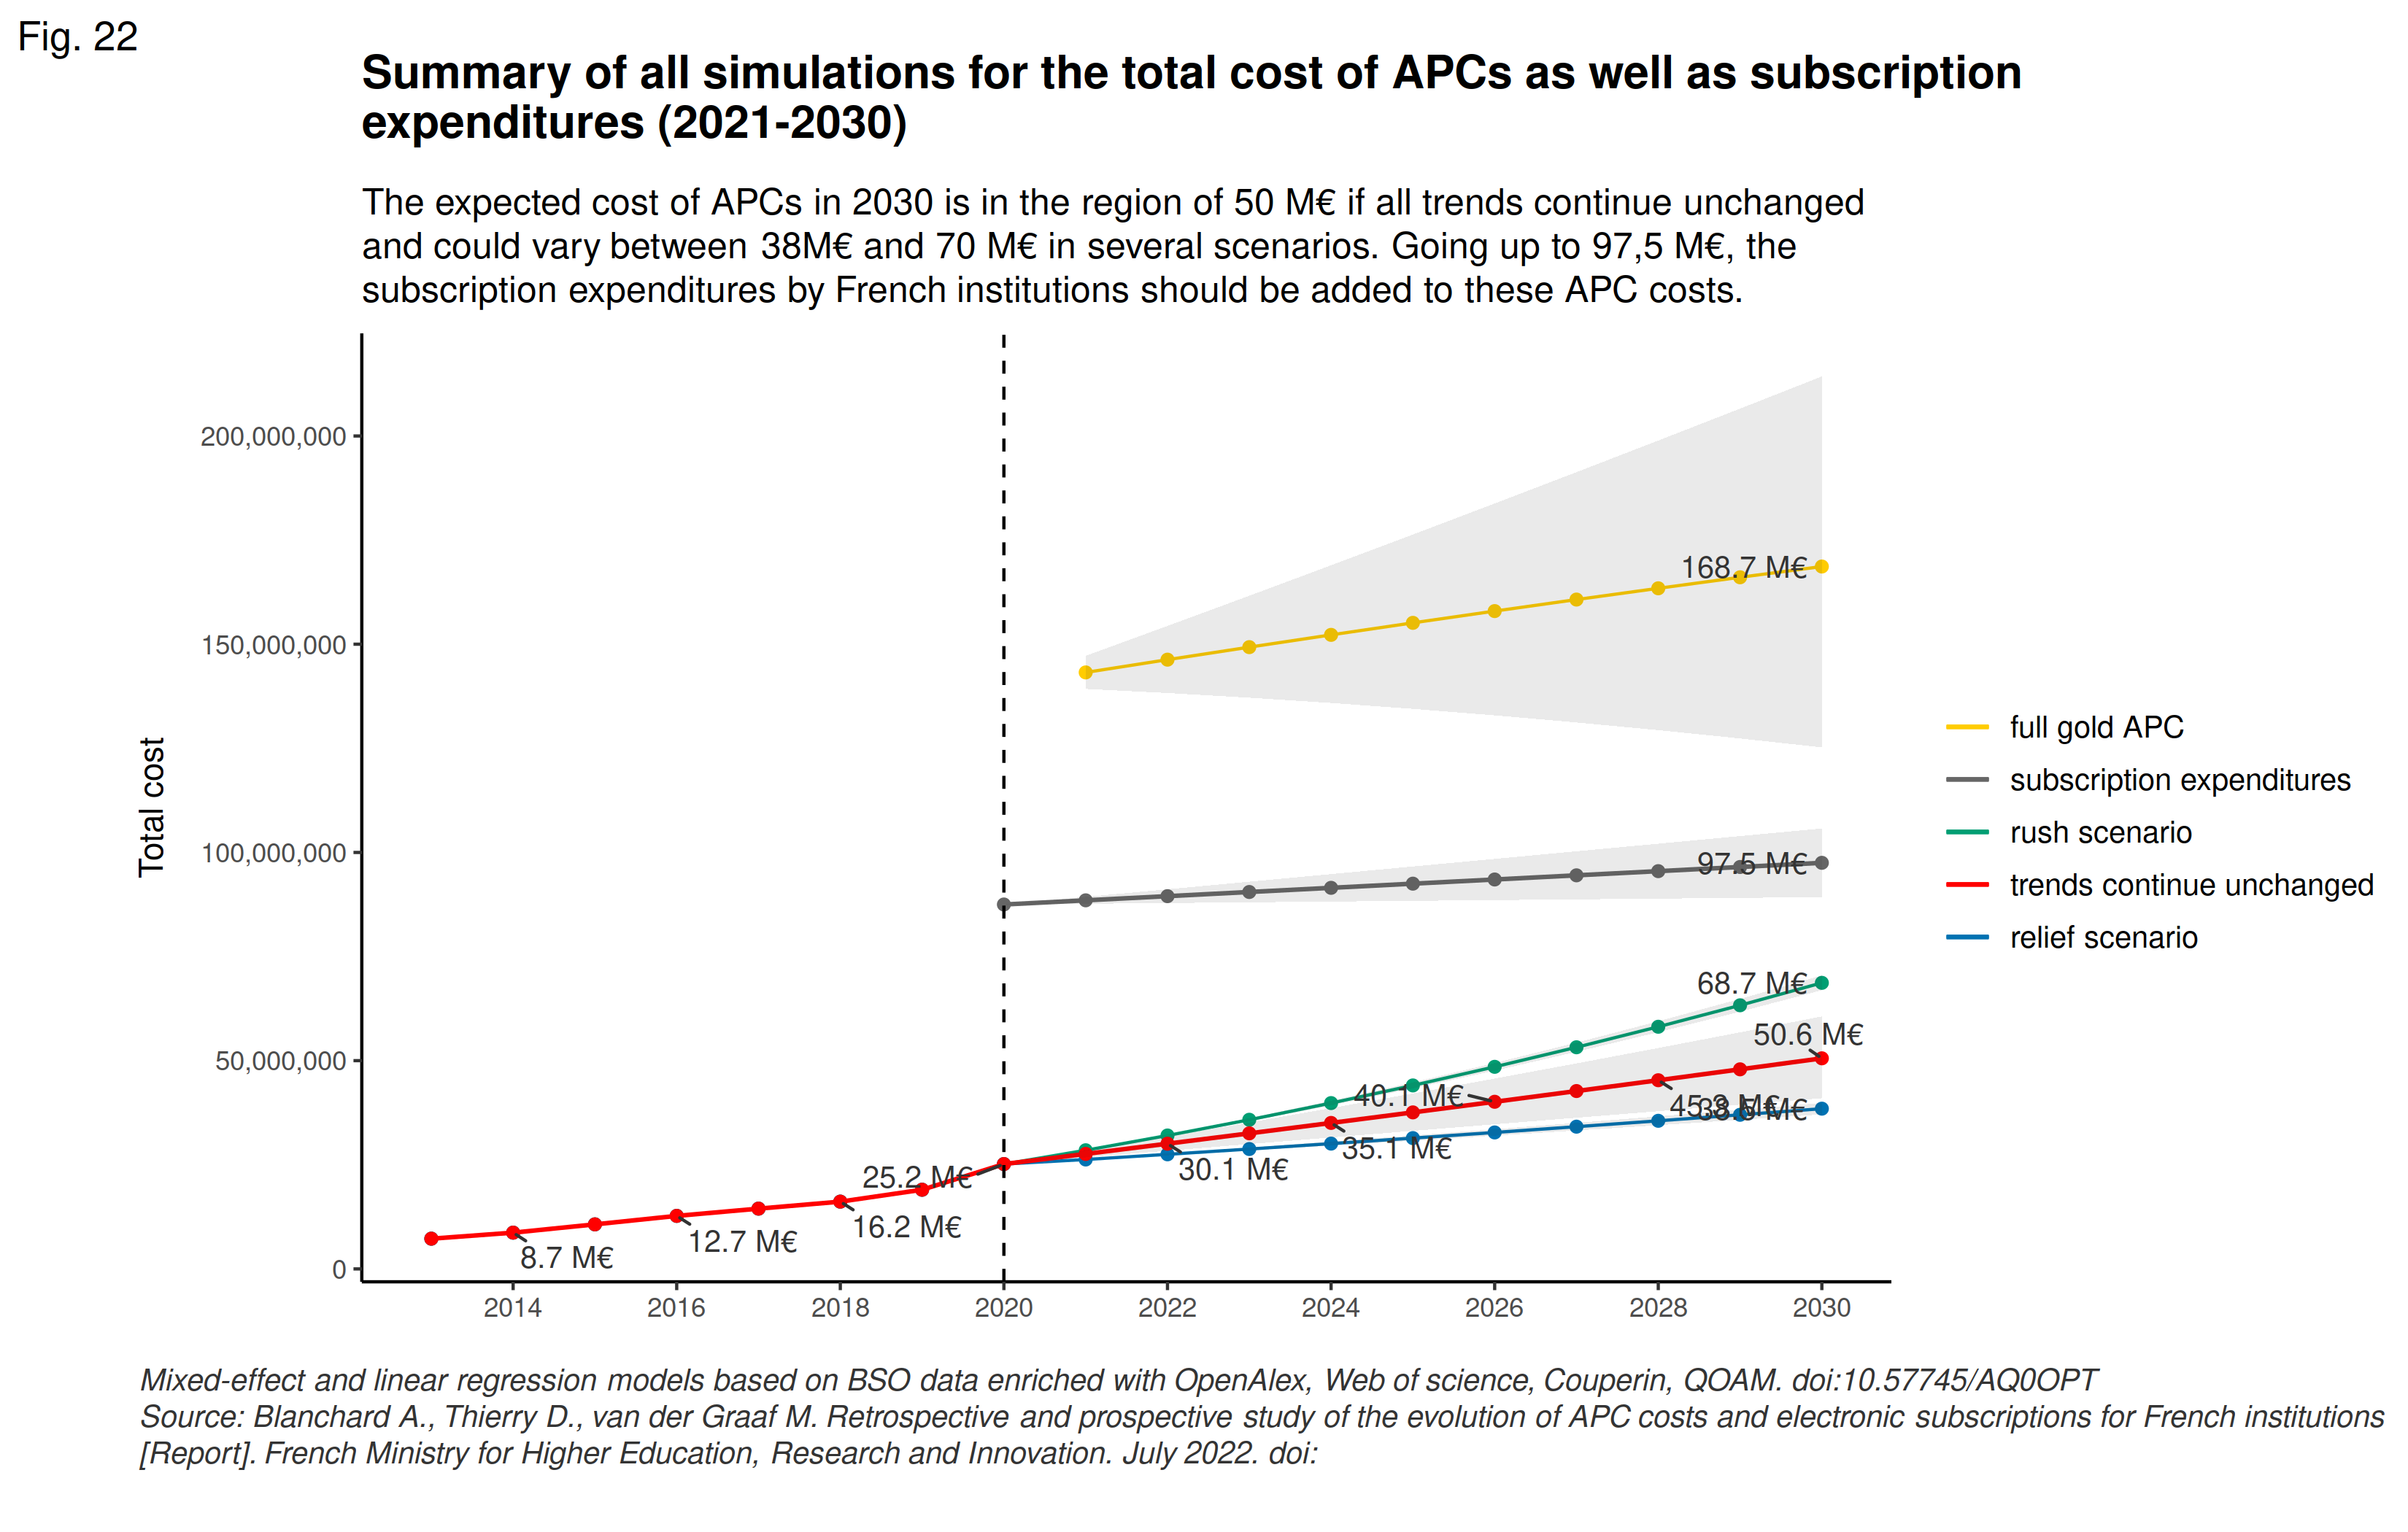 Fig. 22
Summary of all simulations for the total cost of APCs as well as subscription
expenditures (2021-2030)
The expected cost of APCs in 2030 is in the region of 50 M€ if all trends continue unchanged
and could vary between 38M€ and 70 M€ in several scenarios. Going up to 97,5 M€, the
subscription expenditures by French institutions should be added to these APC costs.
Total cost
200,000,000
150,000,000
100,000,000
50,000,000
0
168.7 M€
97.5 M€
68.7 M€
50.6 M€
40.1 M€
45.3 M€
38.5 M€
35.1 M€
30.1 M€
25.2 M€
16.2 M€
12.7 M€
8.7 M€
2014
2016
2018
2020
2022
2024
2026
2028
2030
full gold APC
subscription expenditures
rush scenario
trends continue unchanged
relief scenario
Mixed-effect and linear regression models based on BSO data enriched with OpenAlex, Web of science, Couperin, QOAM. doi:10.57745/AQ0OPT
Source: Blanchard A., Thierry D., van der Graaf M. Retrospective and prospective study of the evolution of APC costs and electronic subscriptions for French institutions
[Report]. French Ministry for Higher Education, Research and Innovation. July 2022. doi: